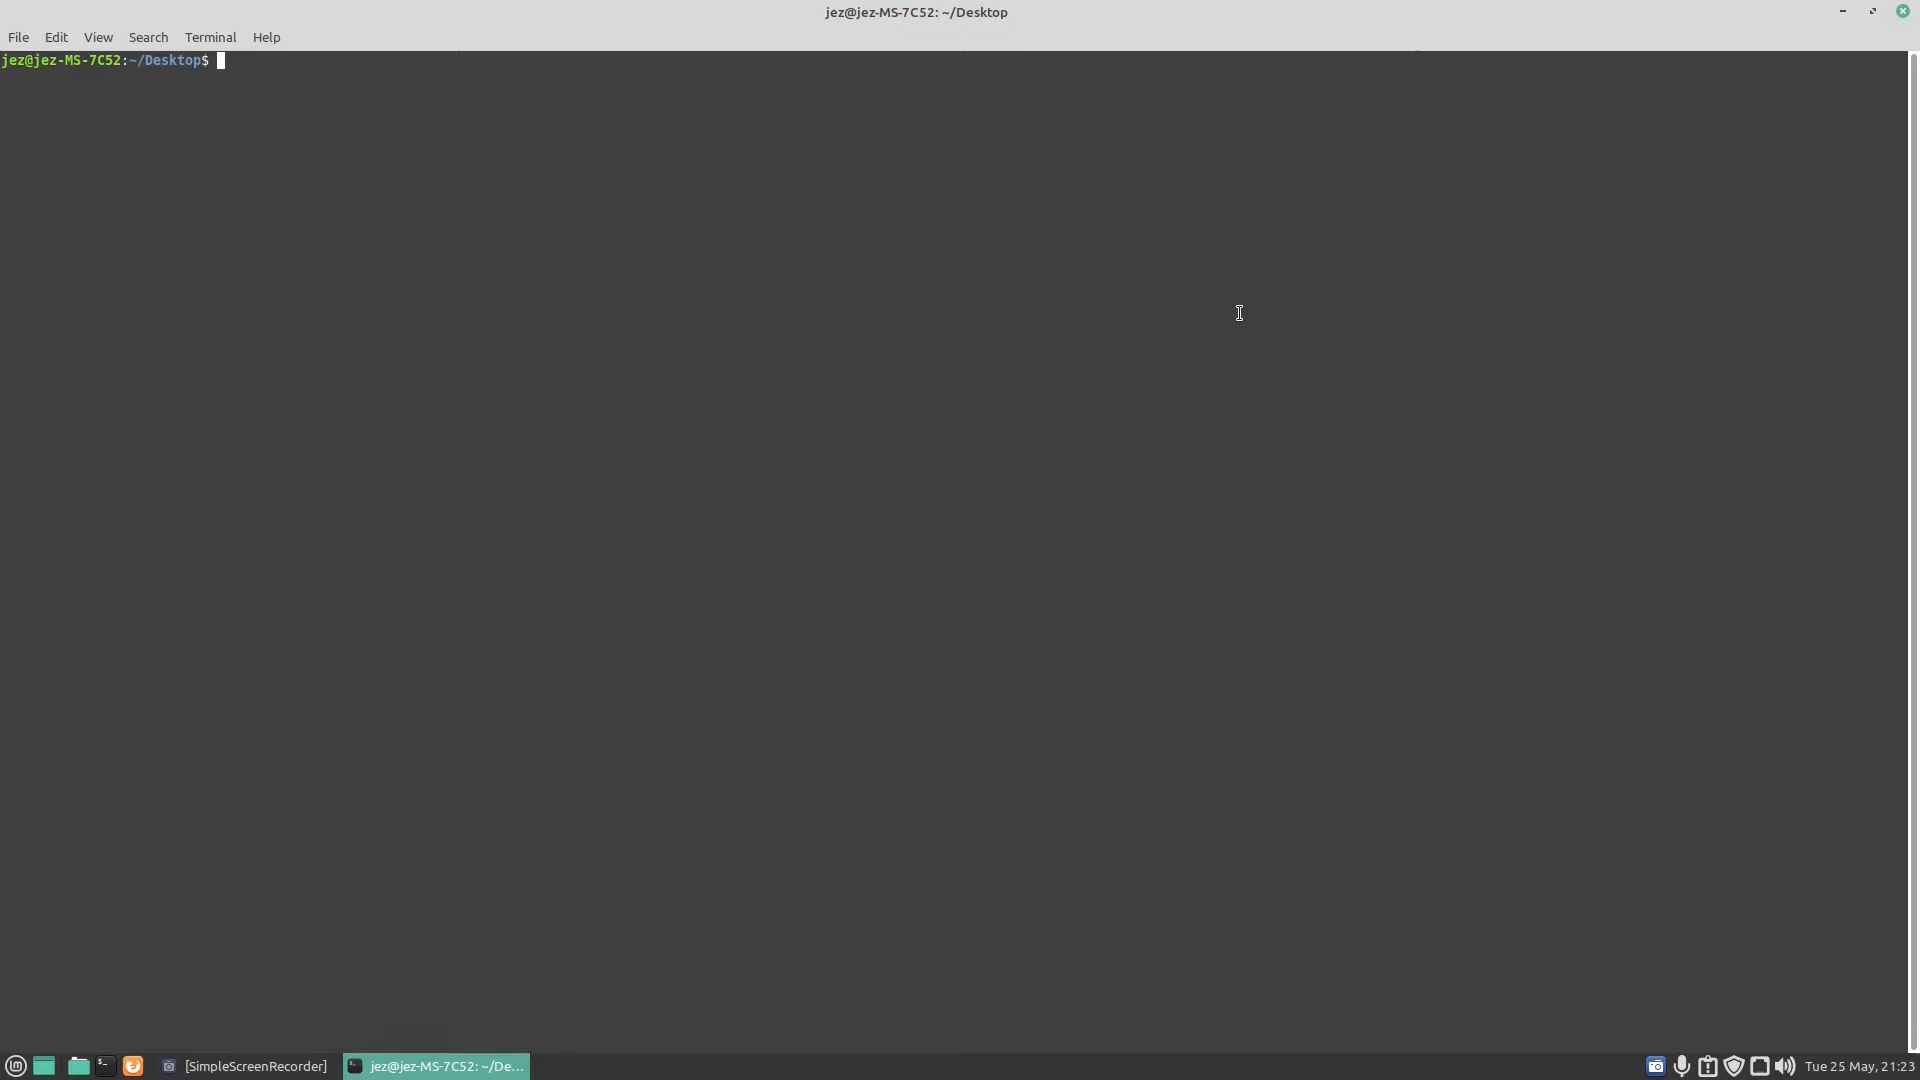 jez@jez-MS-7C52: ~/Desktop
File Edit View Search Terminal Help
jez@jez-MS-7C52:~/Desktop$
[SimpleScreenRecorder] jez@jez-MS-7C52: ~/De... Tue 25 May, 21:23